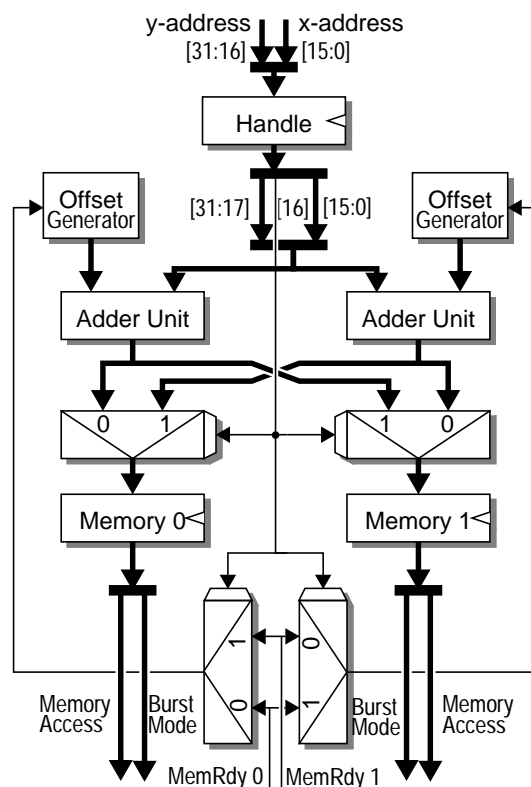 y-address x-address
[31:16] [15:0]
Handle
[31:17] [16] [15:0]
Offset
Generator
Offset
Generator
Adder Unit Adder Unit
0 1 1 0
Memory 0 Memory 1
1 0
0 1
Memory
Access
Burst
Mode
Burst
Mode
Memory
Access
MemRdy 0 MemRdy 1